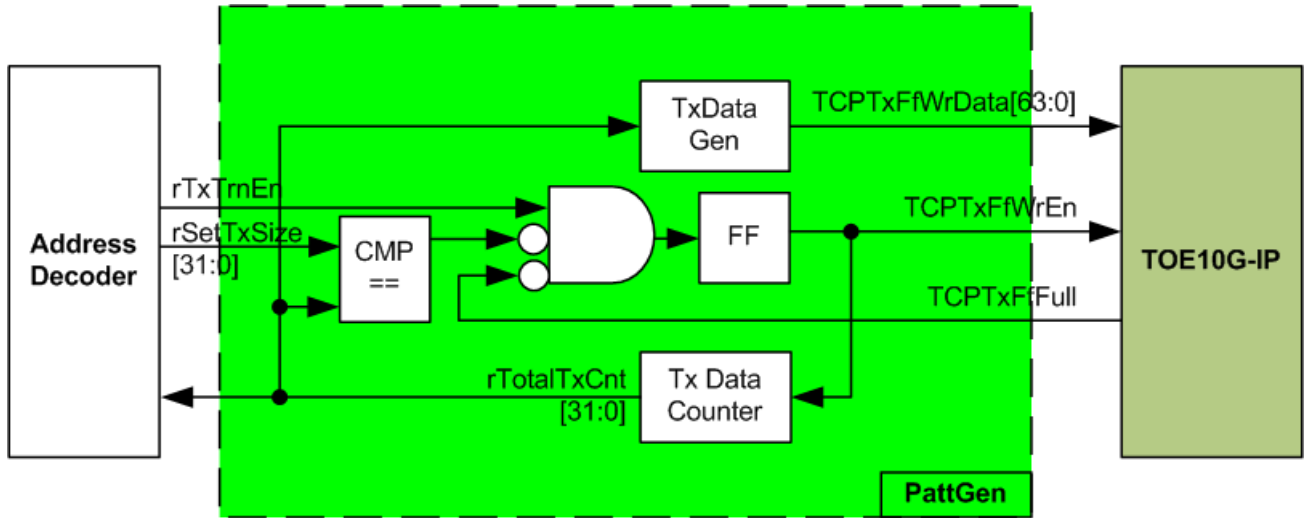 TxData
Gen
TCPTxFfWrData[63:0]
rTxTrnEn
rSetTxSize
[31:0]
Address
Decoder
CMP
==
FF
TCPTxFfWrEn
TOE10G-IP
TCPTxFfFull
rTotalTxCnt
[31:0]
Tx Data
Counter
PattGen